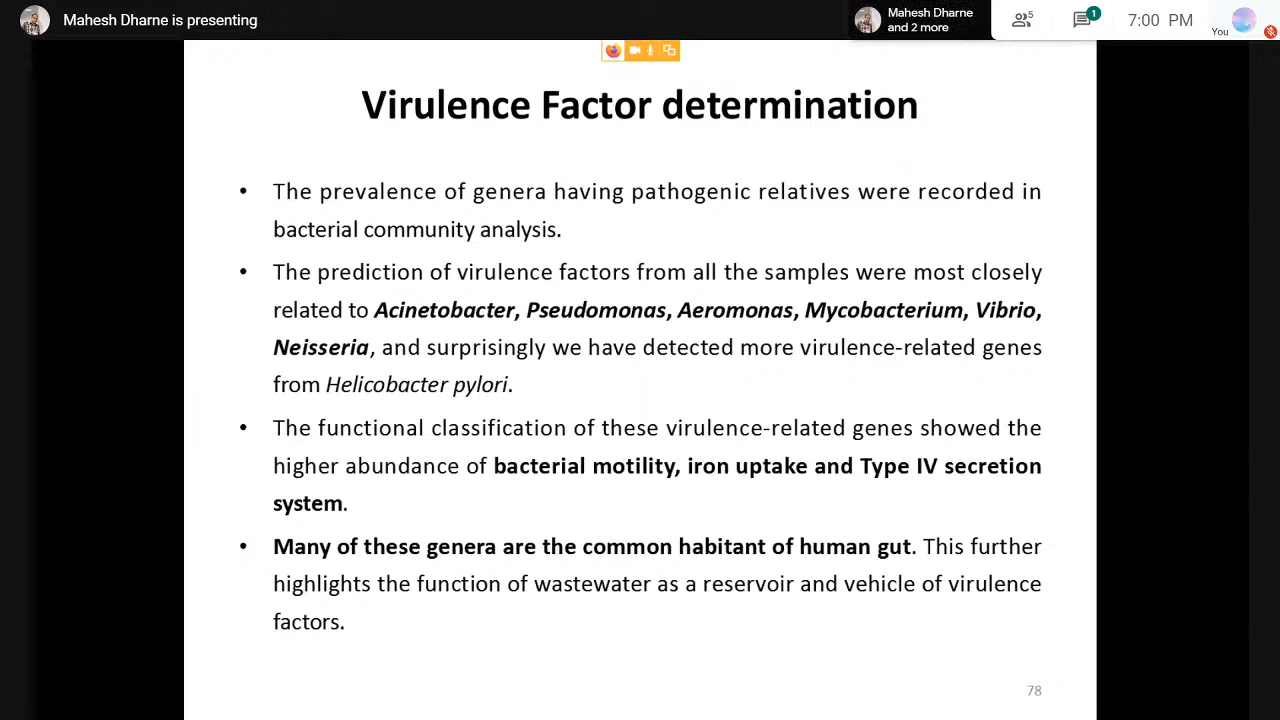 Mahesh Dharne is presenting
Mahesh Dharne
and 2 more
5
1
7:00 PM
You
Virulence Factor determination
• The prevalence of genera having pathogenic relatives were recorded in
bacterial community analysis.
• The prediction of virulence factors from all the samples were most closely
related to Acinetobacter, Pseudomonas, Aeromonas, Mycobacterium, Vibrio,
Neisseria, and surprisingly we have detected more virulence-related genes
from Helicobacter pylori.
• The functional classification of these virulence-related genes showed the
higher abundance of bacterial motility, iron uptake and Type IV secretion
system.
• Many of these genera are the common habitant of human gut. This further
highlights the function of wastewater as a reservoir and vehicle of virulence
factors.
78